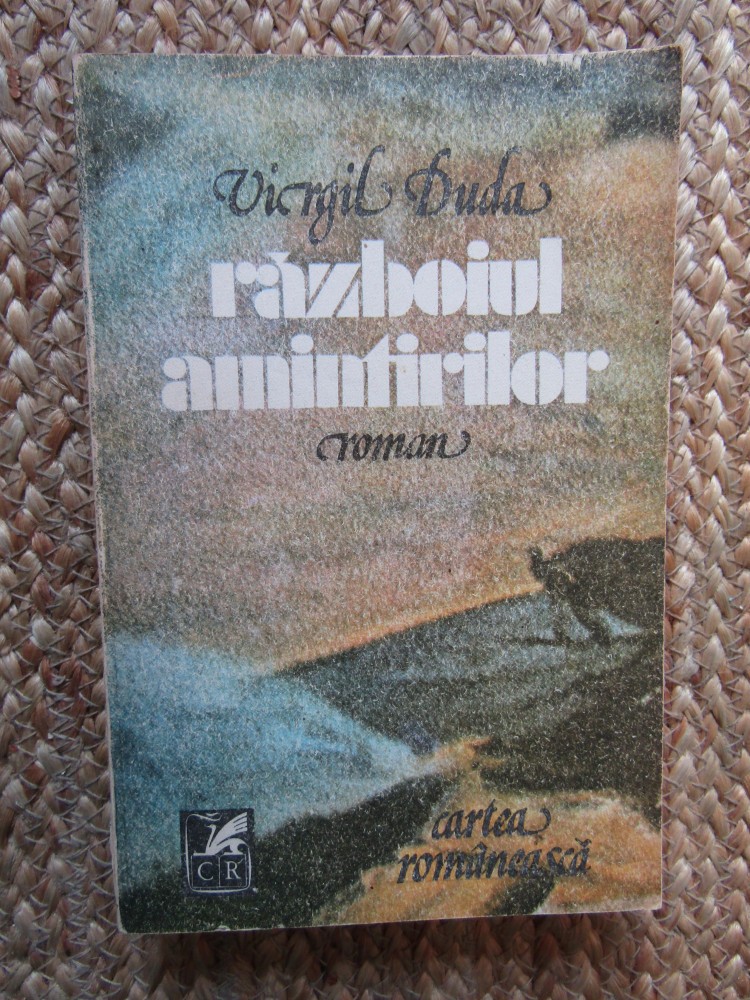 Virgil Duda
războiul
amintirilor
roman
cartea
românească
CR